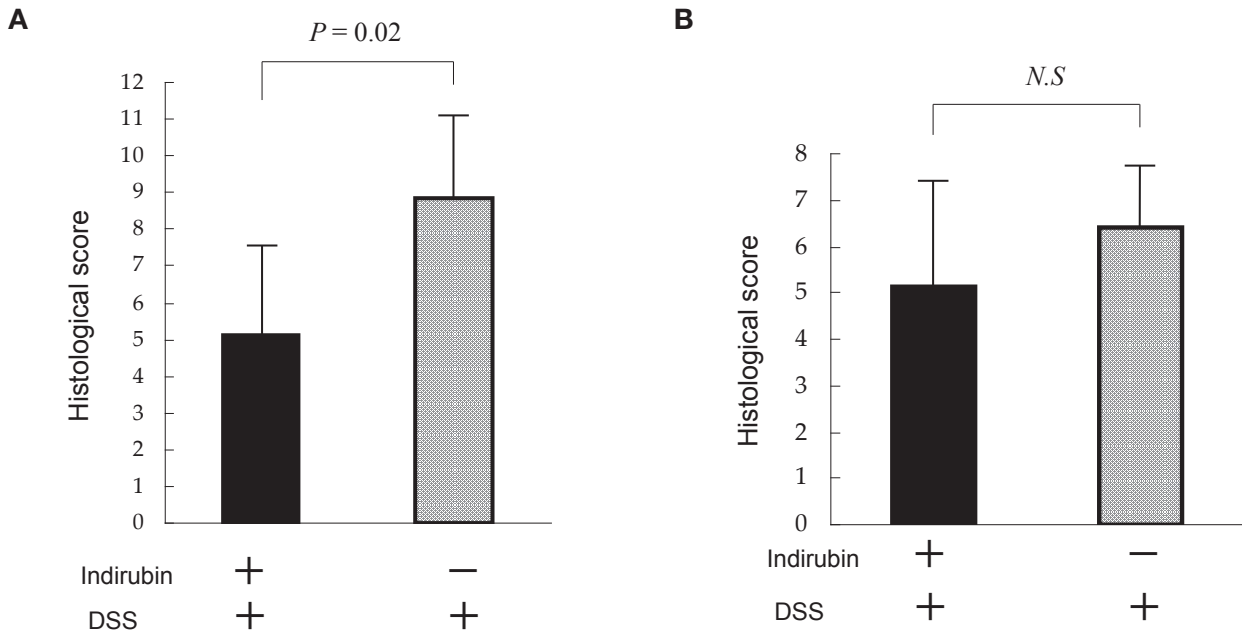 A
P = 0.02
Histological score
12
11
10
9
8
7
6
5
4
3
2
1
0
Indirubin + −
DSS + +
B
N.S
Histological score
8
7
6
5
4
3
2
1
0
Indirubin + −
DSS + +